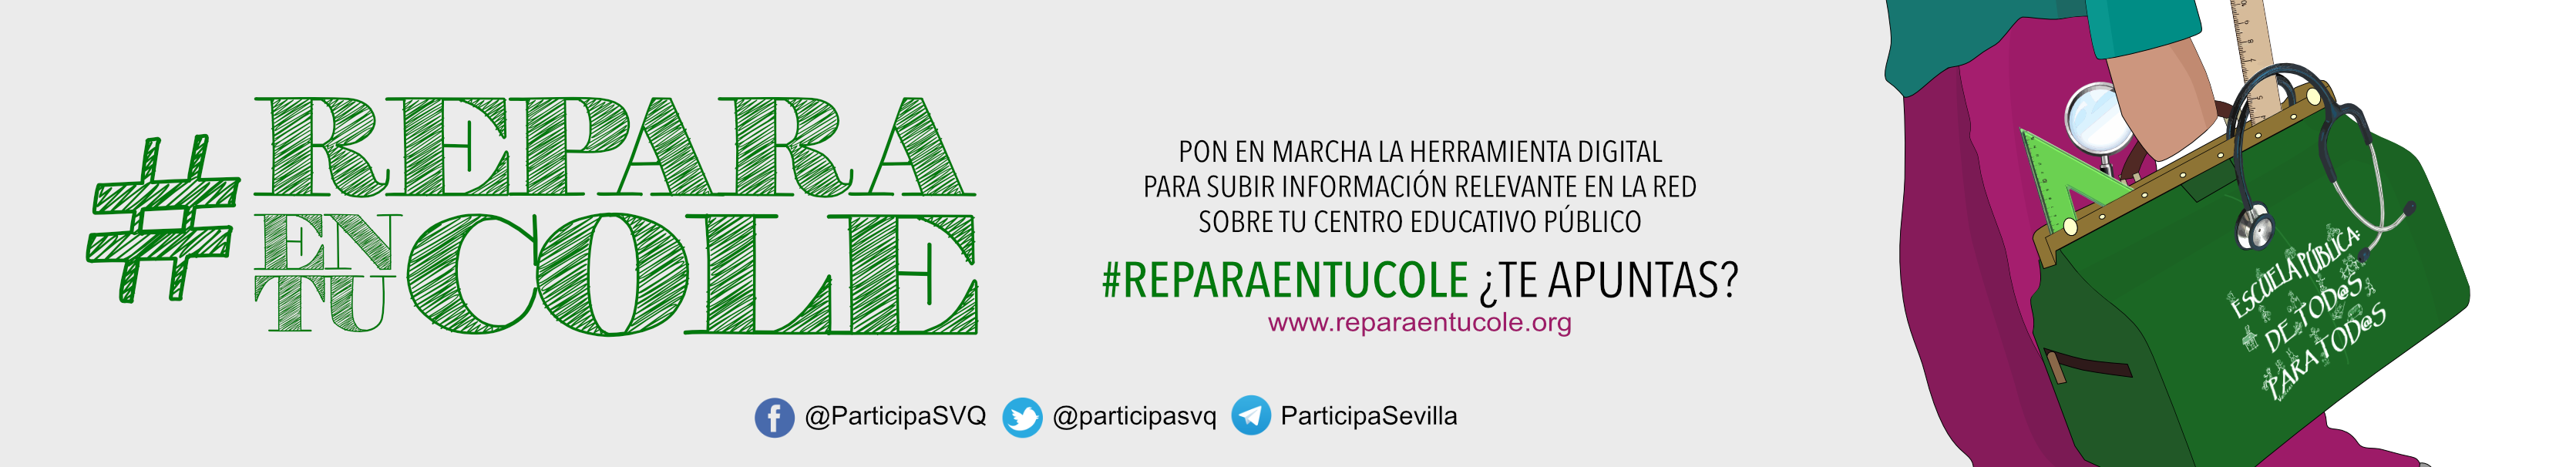 #REPARA
EN
TU
COLE
PON EN MARCHA LA HERRAMIENTA DIGITAL
PARA SUBIR INFORMACIÓN RELEVANTE EN LA RED
SOBRE TU CENTRO EDUCATIVO PÚBLICO
#REPARAENTUCOLE ¿TE APUNTAS?
www.reparaentucole.org
@ParticipaSVQ @participasvq ParticipaSevilla
ESCUELA PÚBLICA:
DE TOD@S
PARA TOD@S